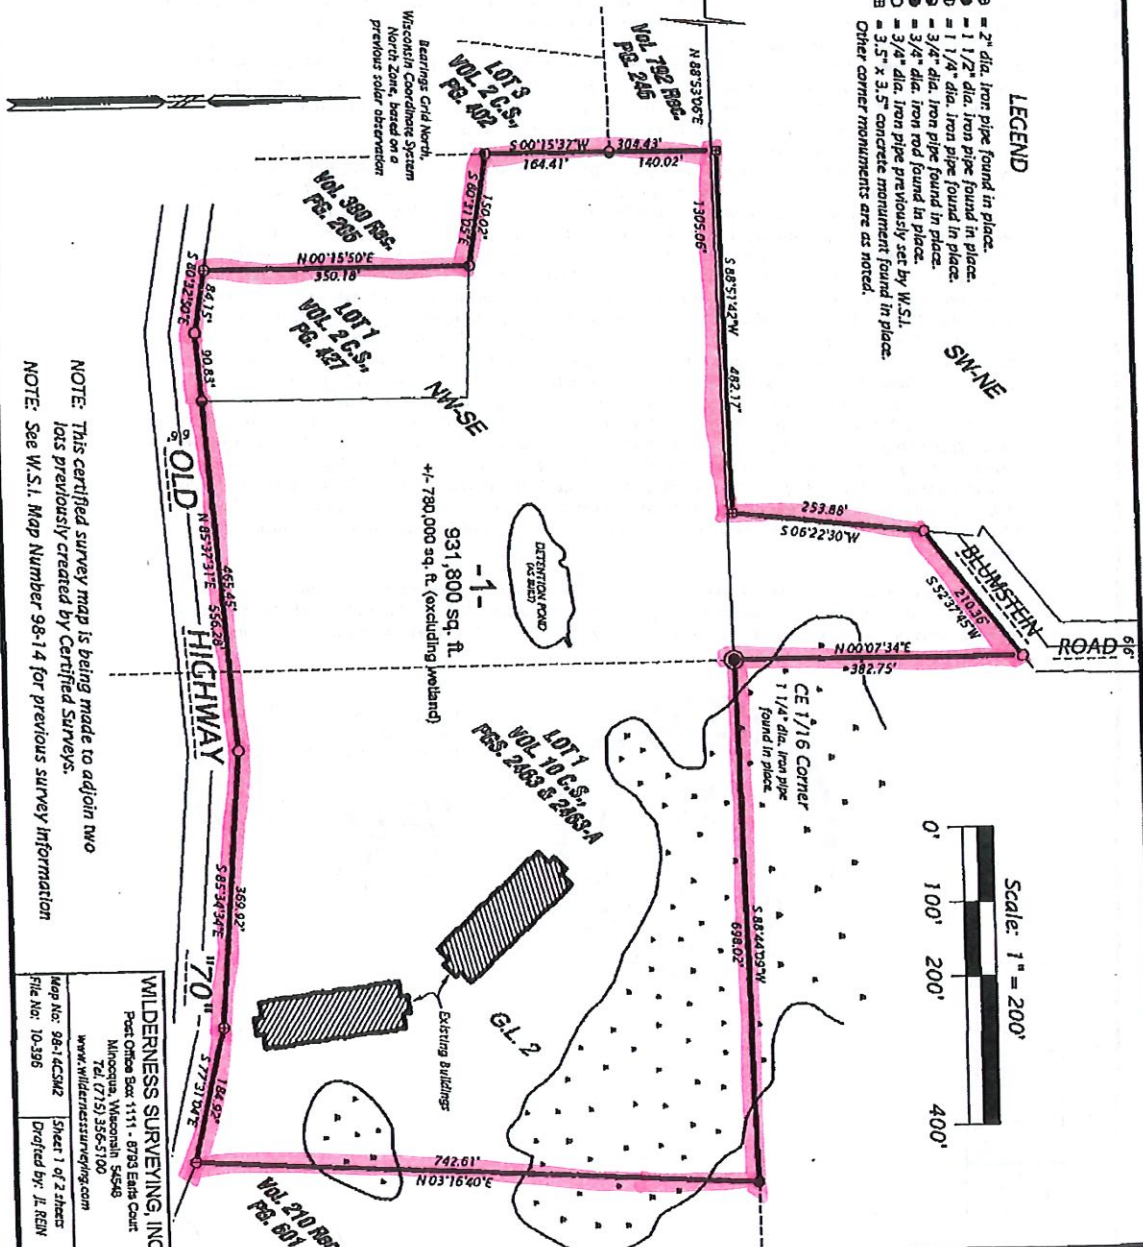 LEGEND
= 2" dia. iron pipe found in place.
= 1 1/2" dia. iron pipe found in place.
= 1 1/4" dia. iron pipe found in place.
= 3/4" dia. iron pipe found in place.
= 3/4" dia. iron rod found in place.
= 3/4" dia. iron pipe previously set by W.S.I.
= 3.5" x 3.5" concrete monument found in place.
Other corner monuments are as noted.
SW-NE
Scale: 1" = 200'
0' 100' 200' 400'
66'
ROAD
BLUMSTEIN
210.36'
S 52°37'45"W
253.88'
S 06°22'30"W
N 00°07'34"E
382.75'
CE 1/16 Corner
1 1/4" dia. iron pipe
found in place
N 88°53'06"E
1305.06'
S 88°51'42"W
482.17'
S 88°44'09"W
698.02'
Vol. 792 Rec.
PG. 245
LOT 3
VOL. 2 C.S.,
PG. 402
S 00°15'37"W
304.43'
164.41'
140.02'
150.02'
S 80°31'05"E
Bearings Grid North,
Wisconsin Coordinate System
North Zone, based on a
previous solar observation
Vol. 380 Rec.
PG. 205
N 00°15'50"E
350.18'
LOT 1
VOL. 2 C.S.,
PG. 427
NW-SE
DETENTION POND
(AS BUILT)
-1-
931,800 sq. ft.
+/- 780,000 sq. ft. (excluding wetland)
LOT 1
VOL. 10 C.S.,
PGS. 2463 & 2463-A
G.L. 2
Existing Buildings
742.61'
N 03°16'40"E
Vol. 210 Rec.
PG. 601
84.15'
S 80°32'50"E
90.83'
465.45'
N 85°37'31"E 556.28'
369.92'
S 85°34'34"E
184.92'
S 77°31'04"E
66'
OLD HIGHWAY "70"
NOTE: This certified survey map is being made to adjoin two
lots previously created by Certified Surveys.
NOTE: See W.S.I. Map Number 98-14 for previous survey information
WILDERNESS SURVEYING, INC
Post Office Box 1111 - 8793 Earls Court
Minocqua, Wisconsin 54548
Tel. (715) 356-5700
www.wildernesssurveying.com
Map No: 98-14CSM2 Sheet 1 of 2 sheets
File No: 10-396 Drafted by: JL REIN